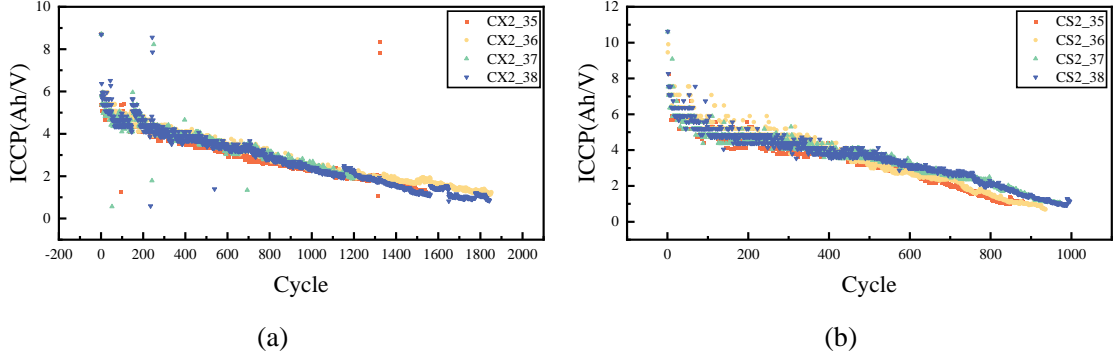 10
8
6
4
2
0
ICCP(Ah/V)
-200 0 200 400 600 800 1000 1200 1400 1600 1800 2000
Cycle
CX2_35
CX2_36
CX2_37
CX2_38
(a)
12
10
8
6
4
2
0
ICCP(Ah/V)
0 200 400 600 800 1000
Cycle
CS2_35
CS2_36
CS2_37
CS2_38
(b)